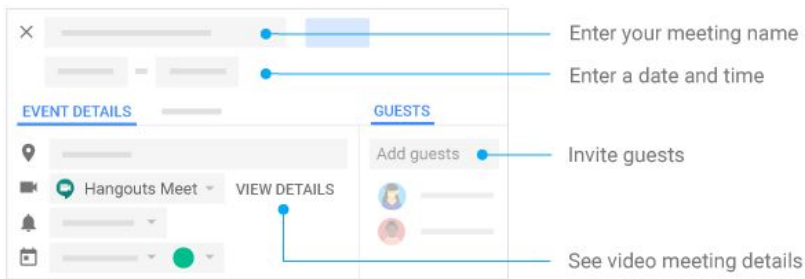 Enter your meeting name
Enter a date and time
EVENT DETAILS
GUESTS
Add guests
Invite guests
Hangouts Meet
VIEW DETAILS
See video meeting details